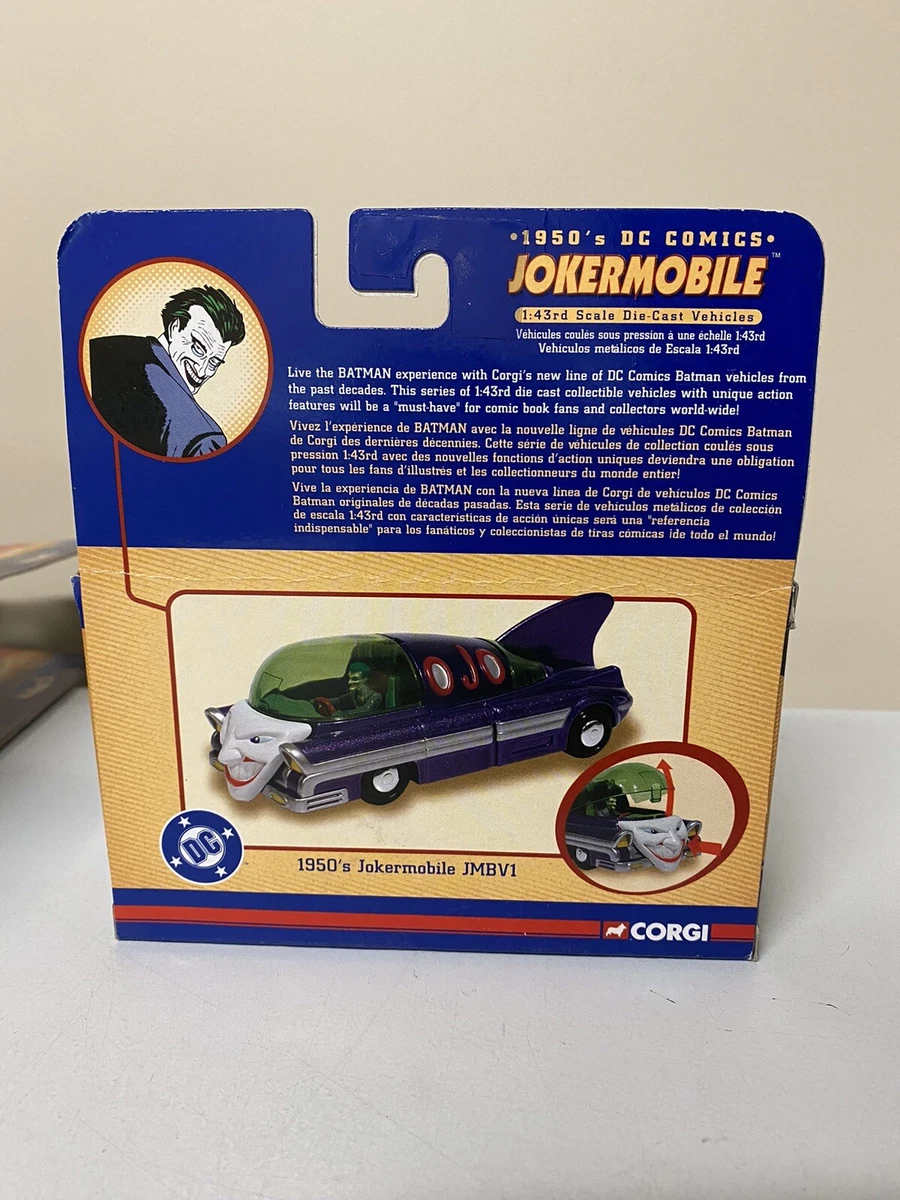 •1950's DC COMICS•
JOKERMOBILE™
1:43rd Scale Die-Cast Vehicles
Véhicules coulés sous pression à une échelle 1:43rd
Vehículos metálicos de Escala 1:43rd
Live the BATMAN experience with Corgi's new line of DC Comics Batman vehicles from
the past decades. This series of 1:43rd die cast collectible vehicles with unique action
features will be a "must-have" for comic book fans and collectors world-wide!
Vivez l'expérience de BATMAN avec la nouvelle ligne de véhicules DC Comics Batman
de Corgi des dernières décennies. Cette série de véhicules de collection coulés sous
pression 1:43rd avec des nouvelles fonctions d'action uniques deviendra une obligation
pour tous les fans d'illustrés et les collectionneurs du monde entier!
Vive la experiencia de BATMAN con la nueva línea de Corgi de vehículos DC Comics
Batman originales de décadas pasadas. Esta serie de vehículos metálicos de colección
de escala 1:43rd con características de acción únicas será una "referencia
indispensable" para los fanáticos y coleccionistas de tiras cómicas ¡de todo el mundo!
OJO
DC
1950's Jokermobile JMBV1
CORGI